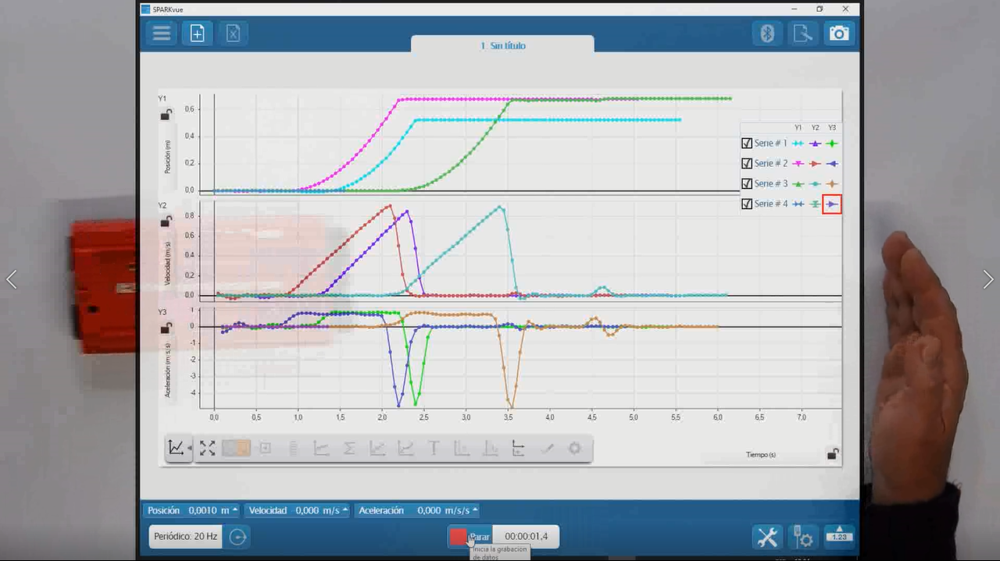 SPARKvue
1 Sin título
Y1
0,6
0,4
0,2
0,0
Posición (m)
Y1 Y2 Y3
Serie # 1
Serie # 2
Serie # 3
Serie # 4
Y2
0,8
0,6
0,4
0,2
0,0
Velocidad (m/s)
Y3
1
0
-1
-2
-3
-4
Aceleración (m/s/s)
0,0 0,5 1,0 1,5 2,0 2,5 3,0 3,5 4,0 4,5 5,0 5,5 6,0 6,5 7,0
Tiempo (s)
Posición 0,0010 m Velocidad 0,000 m/s Aceleración 0,000 m/s/s
Periódico: 20 Hz Parar 00:00:01,4 1.23
Inicia la grabación
de datos